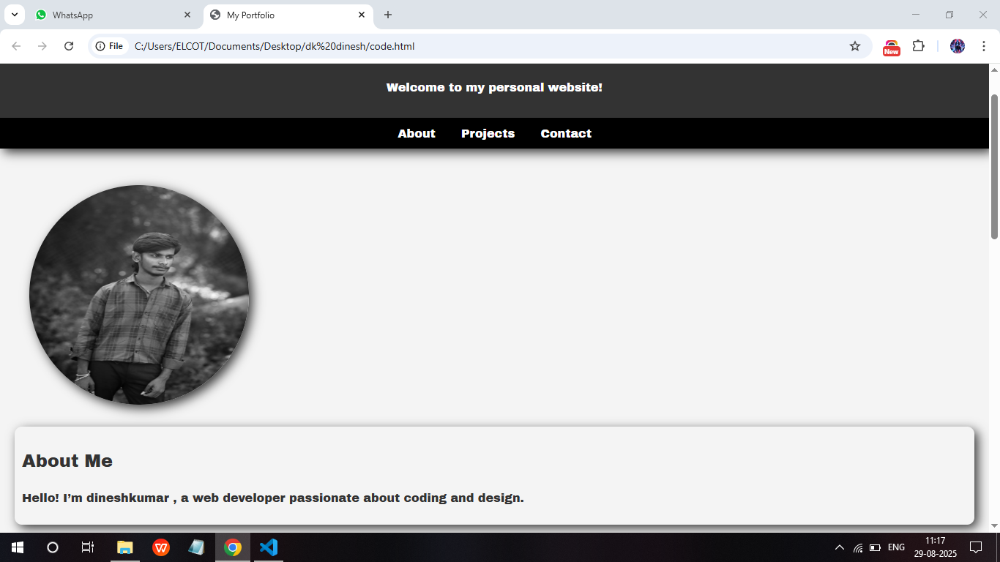 WhatsApp
My Portfolio
File
C:/Users/ELCOT/Documents/Desktop/dk%20dinesh/code.html
New
Welcome to my personal website!
About Projects Contact
About Me
Hello! I’m dineshkumar , a web developer passionate about coding and design.
W
ENG
11:17
29-08-2025